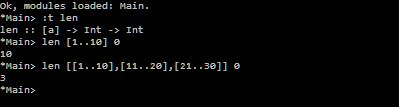 Ok, modules loaded: Main.
*Main> :t len
len :: [a] -> Int -> Int
*Main> len [1..10] 0
10
*Main> len [[1..10],[11..20],[21..30]] 0
3
*Main>